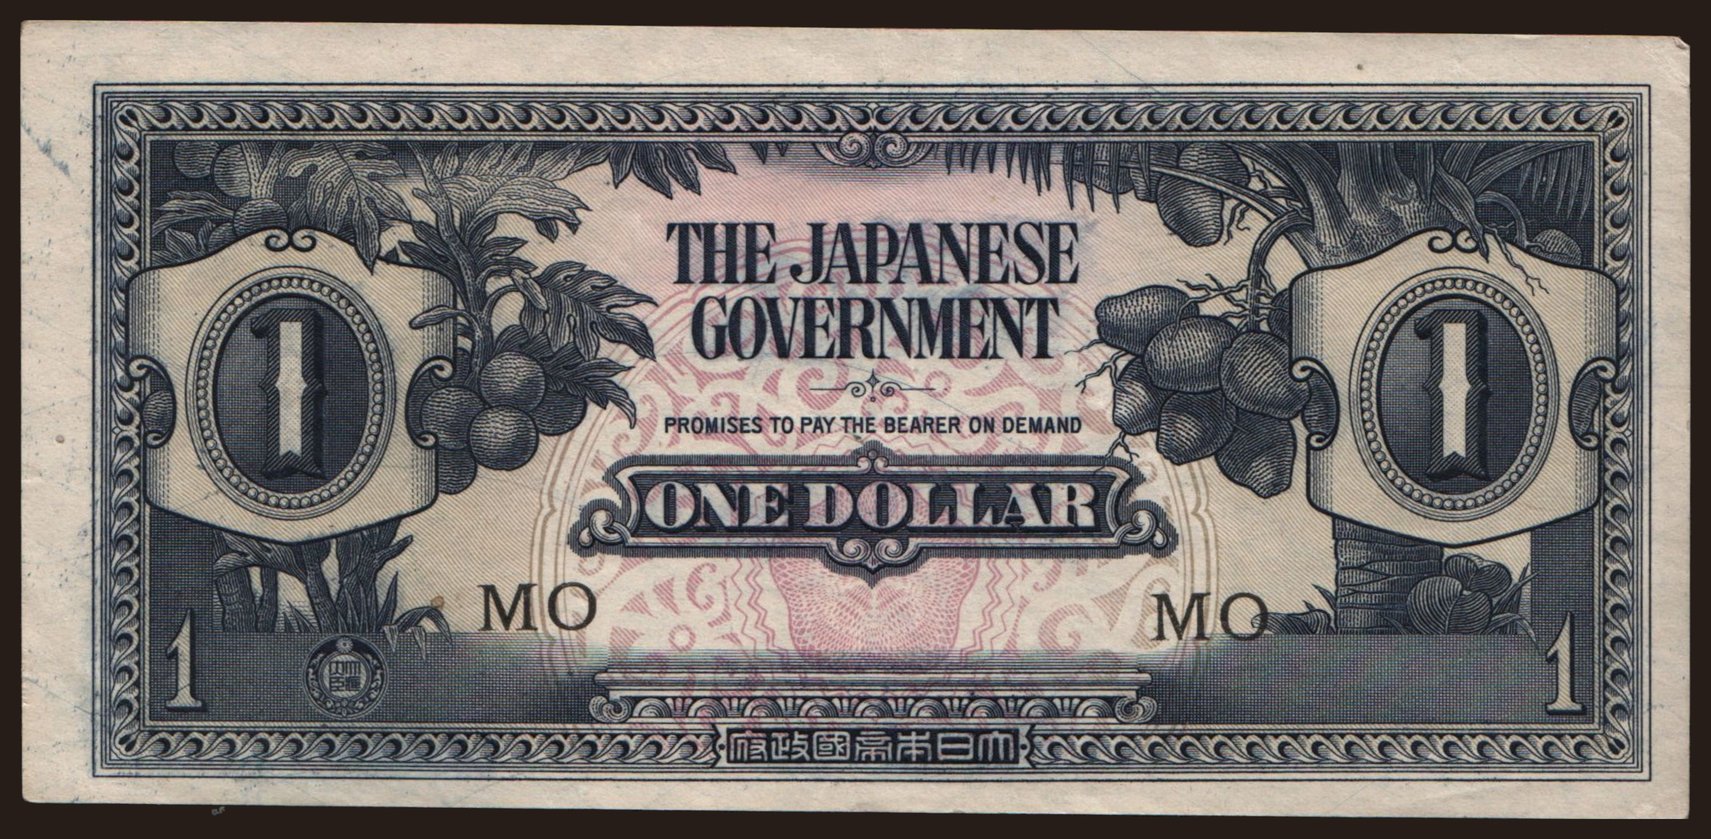 THE JAPANESE
GOVERNMENT
1
1
PROMISES TO PAY THE BEARER ON DEMAND
ONE DOLLAR
MO
MO
1
1
府政國帝本日大